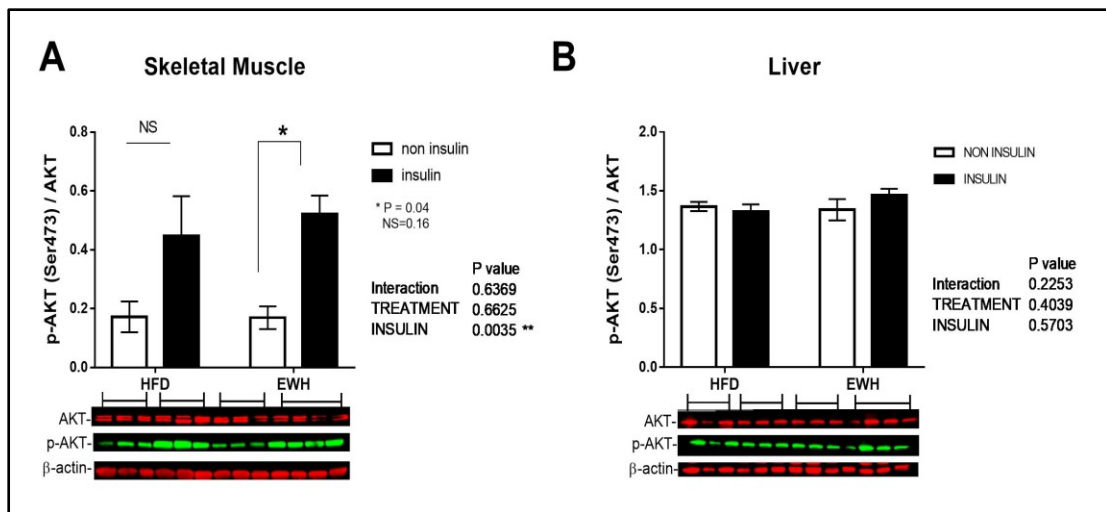 A
Skeletal Muscle
p-AKT (Ser473) / AKT
0.8
0.6
0.4
0.2
0.0
NS
*
non insulin
insulin
* P = 0.04
NS=0.16
P value
Interaction 0.6369
TREATMENT 0.6625
INSULIN 0.0035 **
HFD EWH
AKT-
p-AKT-
β-actin-
B
Liver
p-AKT (Ser473) / AKT
2.0
1.5
1.0
0.5
0.0
NON INSULIN
INSULIN
P value
Interaction 0.2253
TREATMENT 0.4039
INSULIN 0.5703
HFD EWH
AKT-
p-AKT-
β-actin-